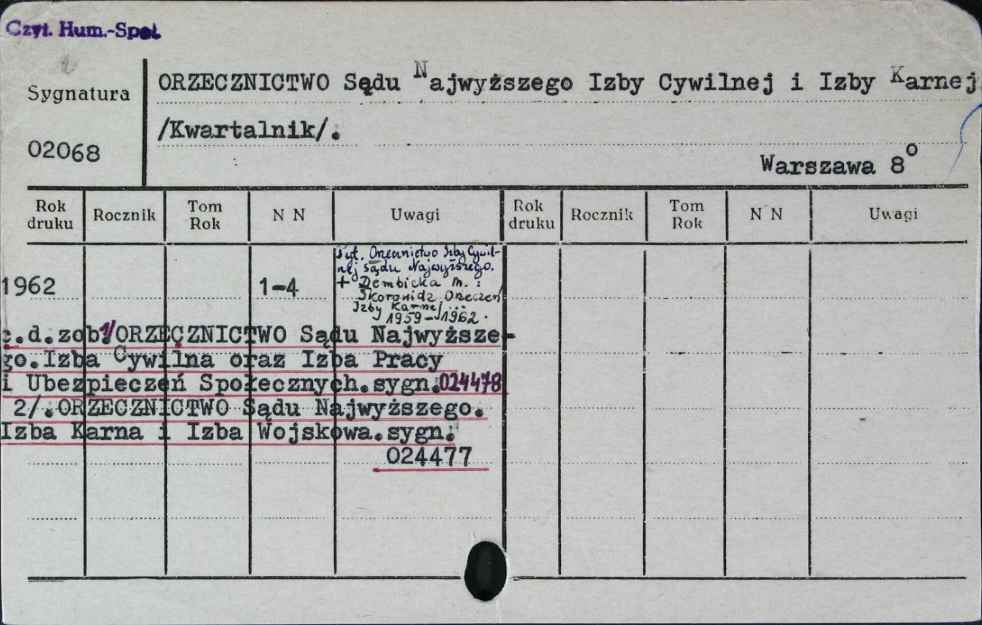 Czyt. Hum.-Społ.
Sygnatura
02068
ORZECZNICTWO Sądu Najwyższego Izby Cywilnej i Izby Karnej
/Kwartalnik/.
Warszawa 8º
Rok druku Rocznik Tom Rok N N Uwagi Rok druku Rocznik Tom Rok N N Uwagi
1962 1-4
Tyt. Orzecznictwo Izby Cywil-
nej Sądu Najwyższego.
+ Dembicka M. :
Skorowidz Orzeczeń
Izby Karnej ...
1959-1962.
c.d.zob.1/ORZECZNICTWO Sądu Najwyższe-
go.Izba Cywilna oraz Izba Pracy
i Ubezpieczeń Społecznych.sygn.024478
2/.ORZECZNICTWO Sądu Najwyższego.
Izba Karna i Izba Wojskowa.sygn.
024477